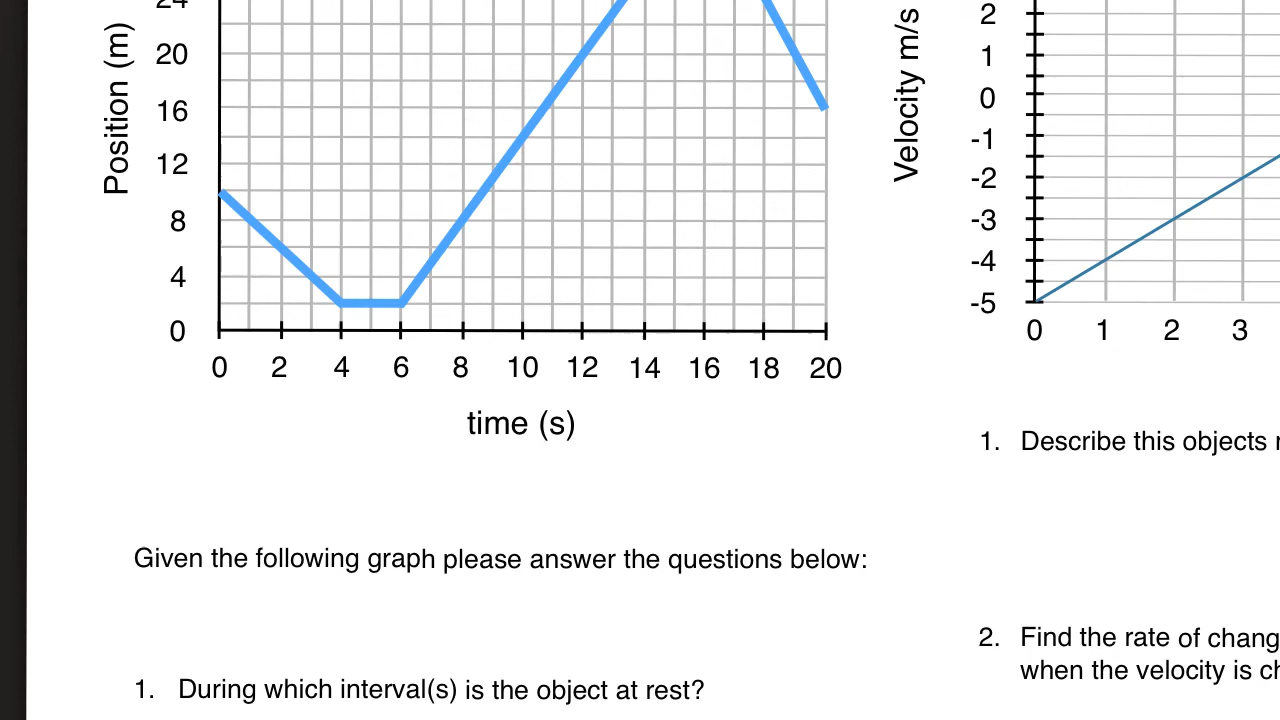 24
20
16
12
8
4
0
Position (m)
0 2 4 6 8 10 12 14 16 18 20
time (s)
Given the following graph please answer the questions below:
1. During which interval(s) is the object at rest?
2
1
0
-1
-2
-3
-4
-5
Velocity m/s
0 1 2 3
1. Describe this objects
2. Find the rate of chang
when the velocity is ch